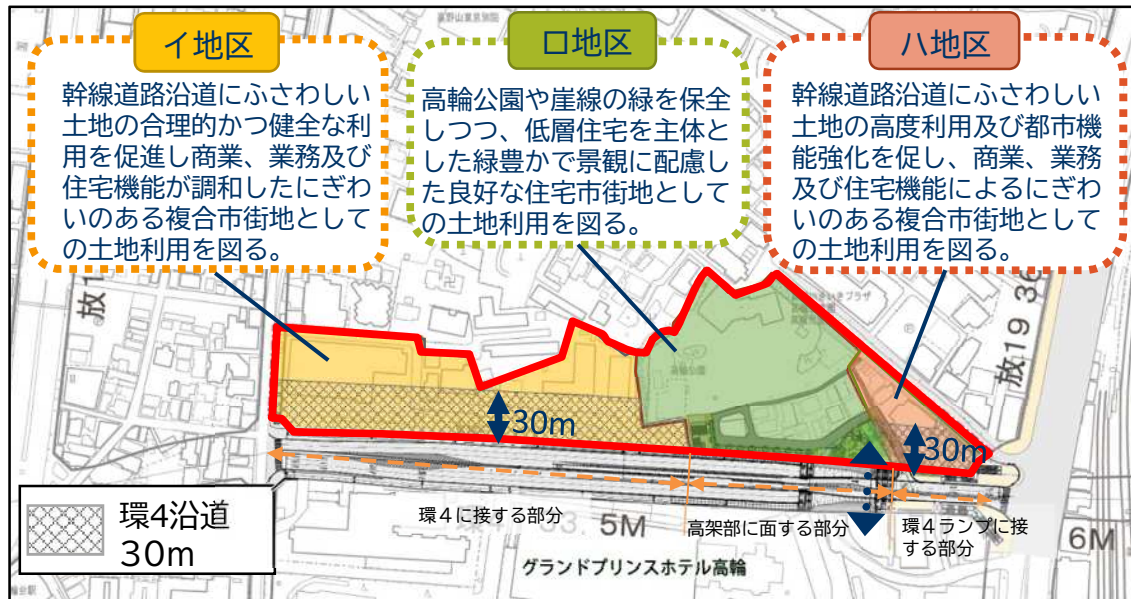 イ地区
幹線道路沿道にふさわしい
土地の合理的かつ健全な利
用を促進し商業、業務及び
住宅機能が調和したにぎわ
いのある複合市街地として
の土地利用を図る。
ロ地区
高輪公園や崖線の緑を保全
しつつ、低層住宅を主体と
した緑豊かで景観に配慮し
た良好な住宅市街地として
の土地利用を図る。
ハ地区
幹線道路沿道にふさわしい
土地の高度利用及び都市機
能強化を促し、商業、業務
及び住宅機能によるにぎわ
いのある複合市街地として
の土地利用を図る。
放1
放19 36
高輪公園
30m
30m
環4沿道
30m
環4に接する部分
5M
高架部に面する部分
環4ランプに接
する部分
6M
グランドプリンスホテル高輪